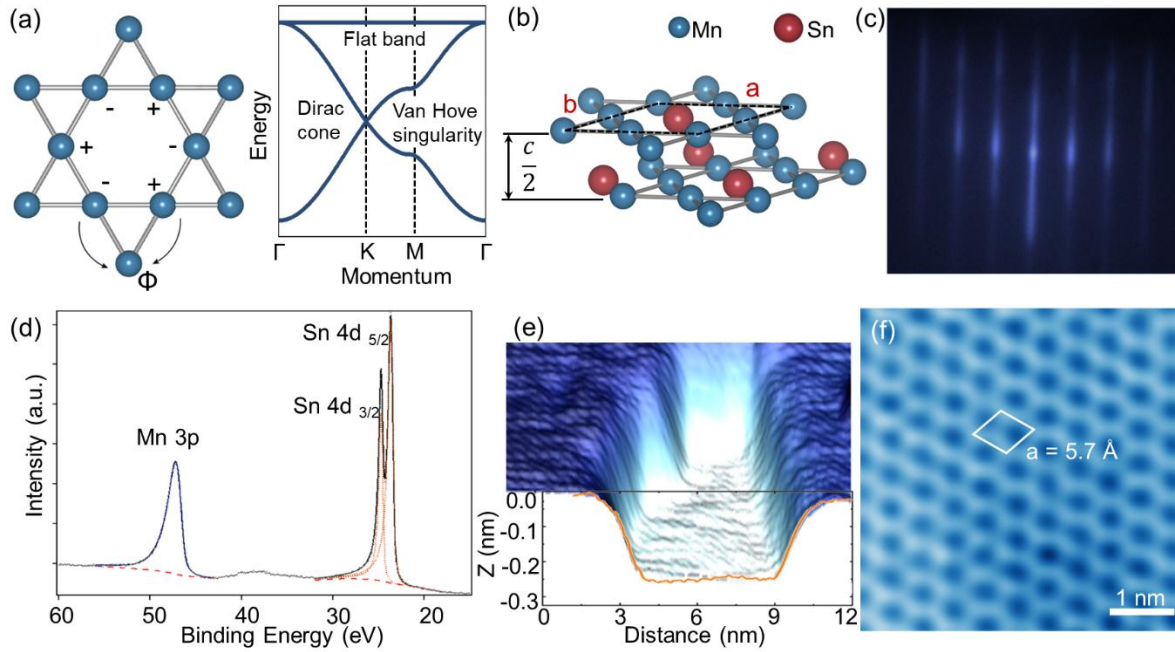 (a)
- +
+ -
- +
Φ
Energy
Flat band
Dirac
cone
Van Hove
singularity
Γ K M Γ
Momentum
(b)
Mn Sn
b a
c
2
(c)
(d)
Intensity (a.u.)
Sn 4d 5/2
Sn 4d 3/2
Mn 3p
60 50 40 30 20
Binding Energy (eV)
(e)
Z (nm)
0.0
-0.1
-0.2
-0.3
0 3 6 9 12
Distance (nm)
(f)
a = 5.7 Å
1 nm